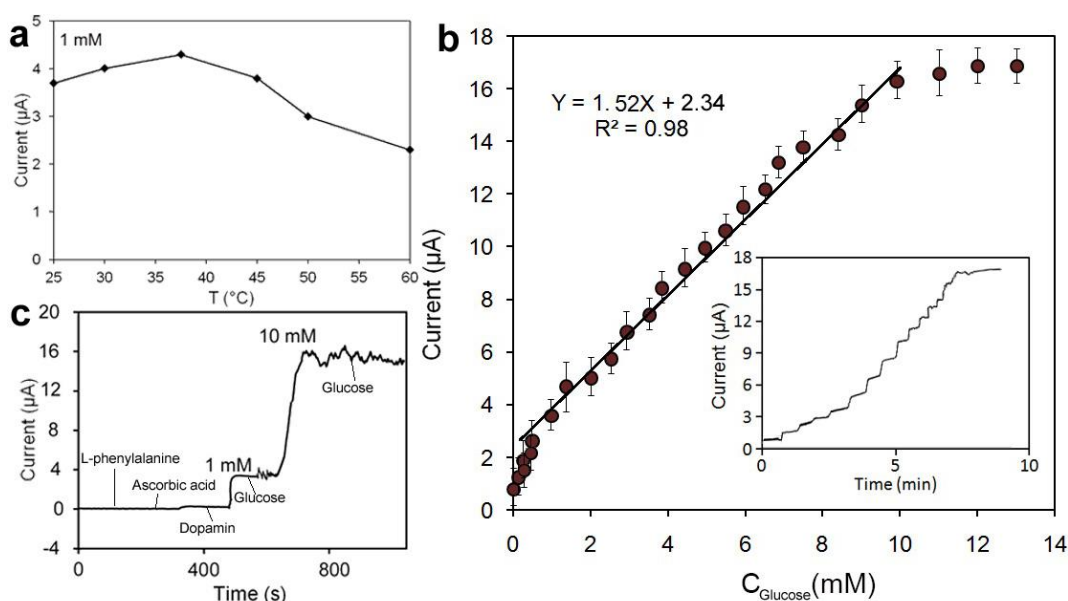 a
1 mM
Current (µA)
5
4
3
2
1
0
25 30 35 40 45 50 55 60
T (°C)
b
Y = 1.52X + 2.34
R² = 0.98
Current (µA)
18
16
14
12
10
8
6
4
2
0
0 2 4 6 8 10 12 14
C Glucose (mM)
Current (µA)
18
15
12
9
6
3
0
0 5 10
Time (min)
c
Current (µA)
20
16
12
8
4
0
-4
10 mM
Glucose
1 mM
Glucose
L-phenylalanine
Ascorbic acid
Dopamin
0 400 800
Time (s)